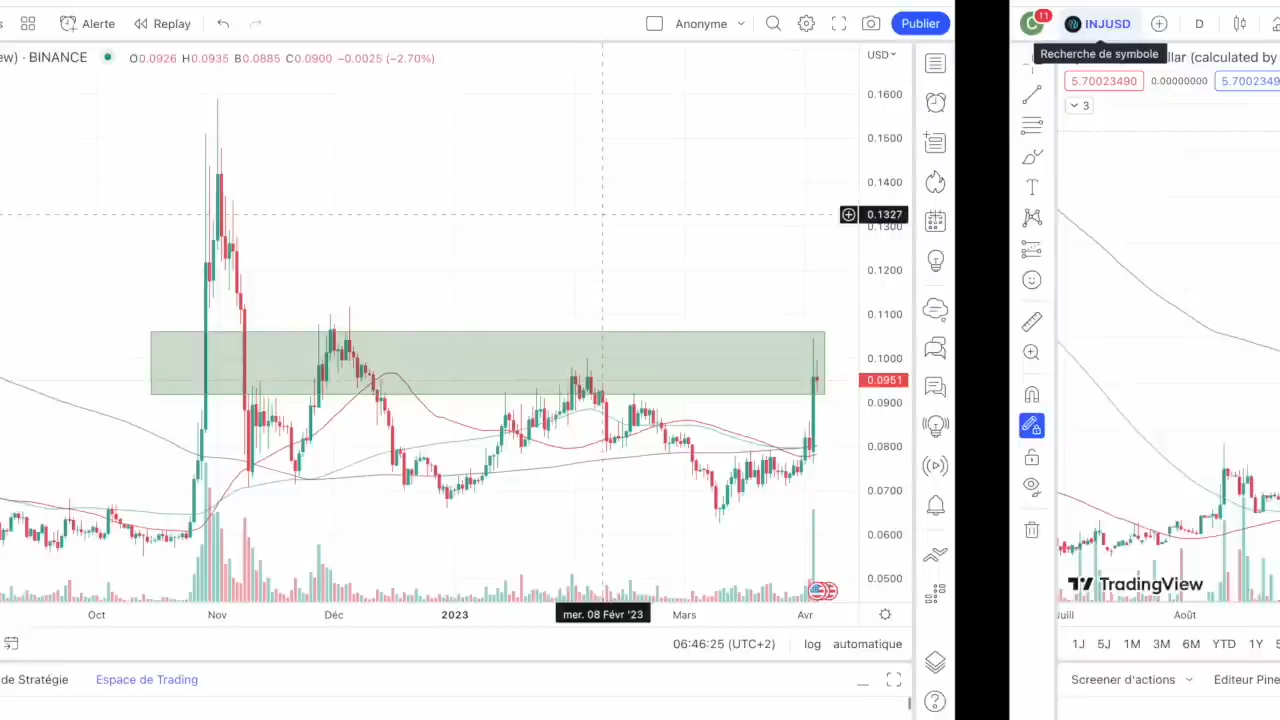 s
Alerte
Replay
Anonyme
Publier
ew) · BINANCE
O0.0926 H0.0935 B0.0885 C0.0900 −0.0025 (−2.70%)
USD
0.1600
0.1500
0.1400
0.1327
0.1300
0.1200
0.1100
0.1000
0.0951
0.0900
0.0800
0.0700
0.0600
0.0500
Oct
Nov
Déc
2023
mer. 08 Févr '23
Mars
Avr
06:46:25 (UTC+2)
log
automatique
de Stratégie
Espace de Trading
C
11
INJUSD
D
Recherche de symbole
llar (calculated by
5.70023490
0.00000000
5.7002349
3
TradingView
Juill
Août
1J
5J
1M
3M
6M
YTD
1Y
5
Screener d'actions
Editeur Pine